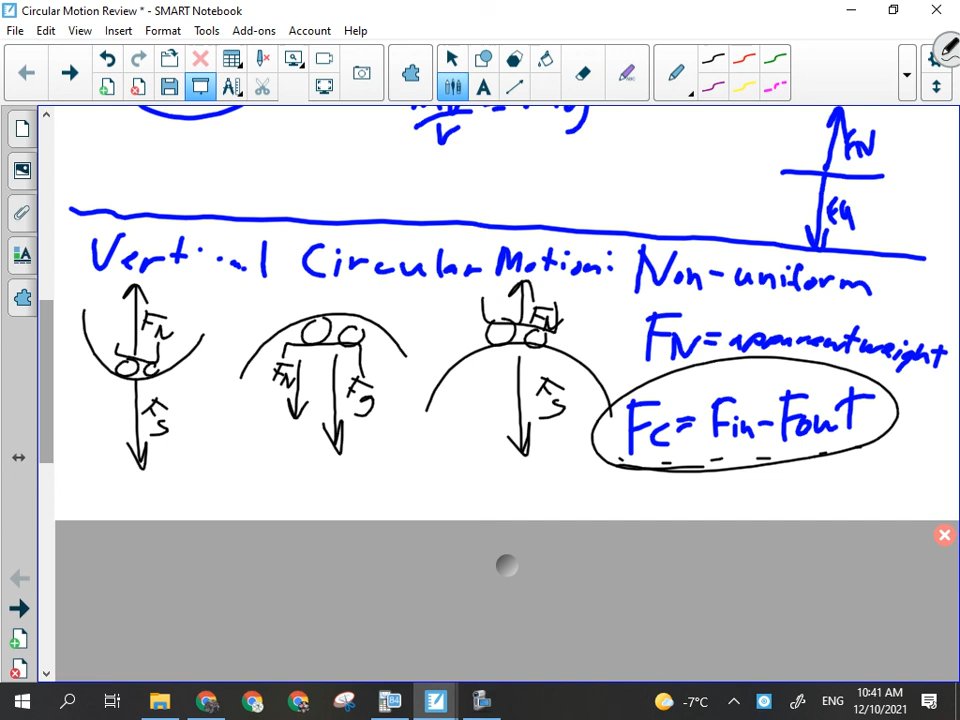 Circular Motion Review * - SMART Notebook
File Edit View Insert Format Tools Add-ons Account Help
r
FN
Fg
Vertical Circular Motion: Non-uniform
FN = apparent weight
FN
Fg
FN
Fg
FN
Fg
Fc = Fin - Fout
-7°C
ENG
10:41 AM
12/10/2021